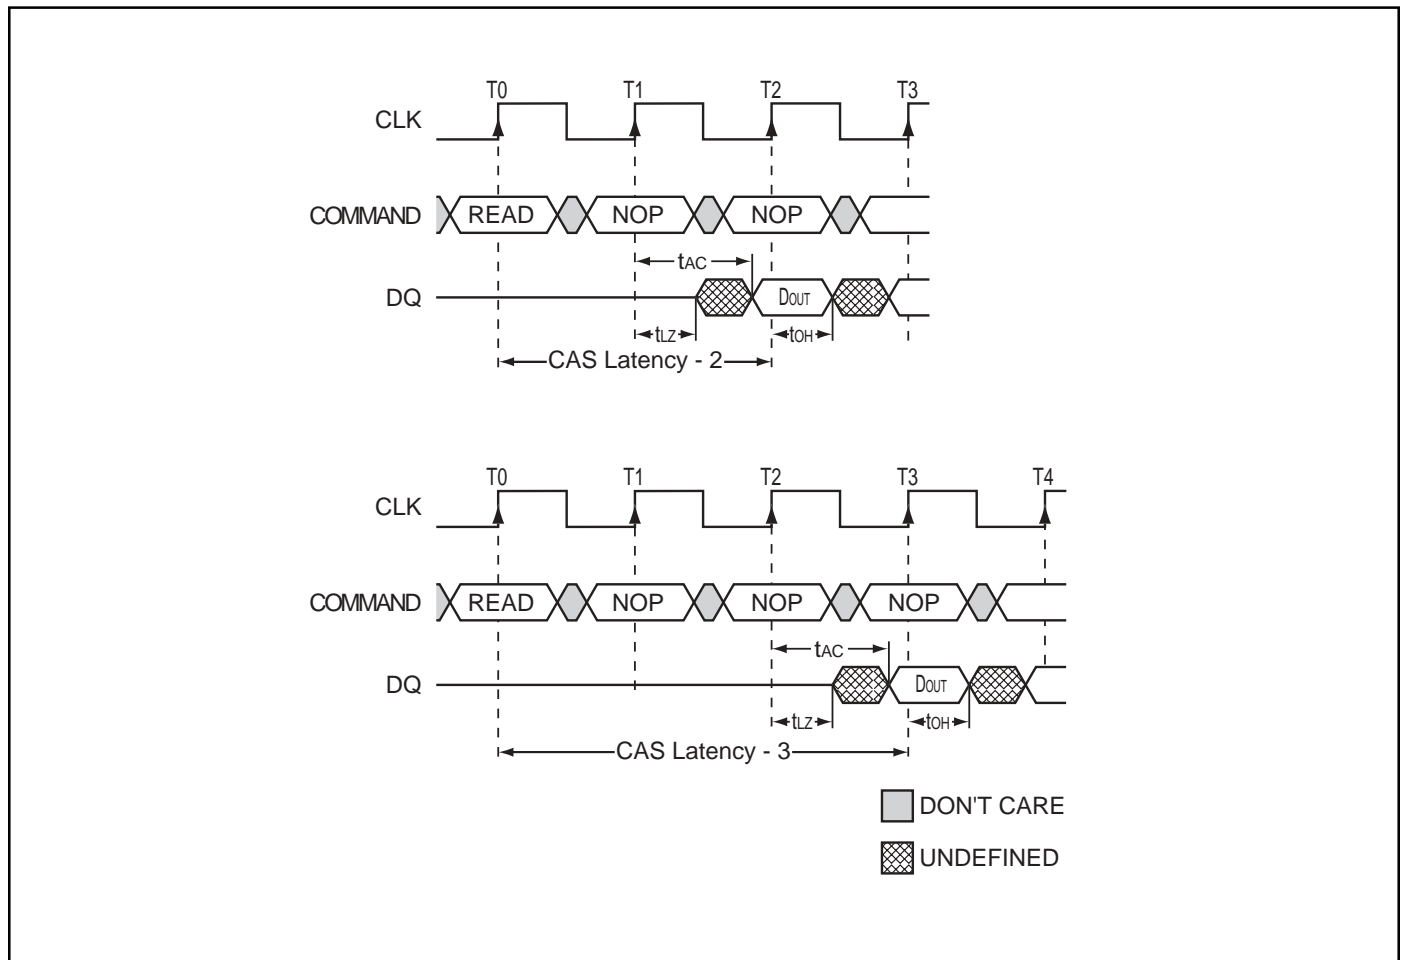 T0 T1 T2 T3
CLK
COMMAND READ NOP NOP
tAC
DQ DOUT
tLZ tOH
CAS Latency - 2
T0 T1 T2 T3 T4
CLK
COMMAND READ NOP NOP NOP
tAC
DQ DOUT
tLZ tOH
CAS Latency - 3
DON'T CARE
UNDEFINED